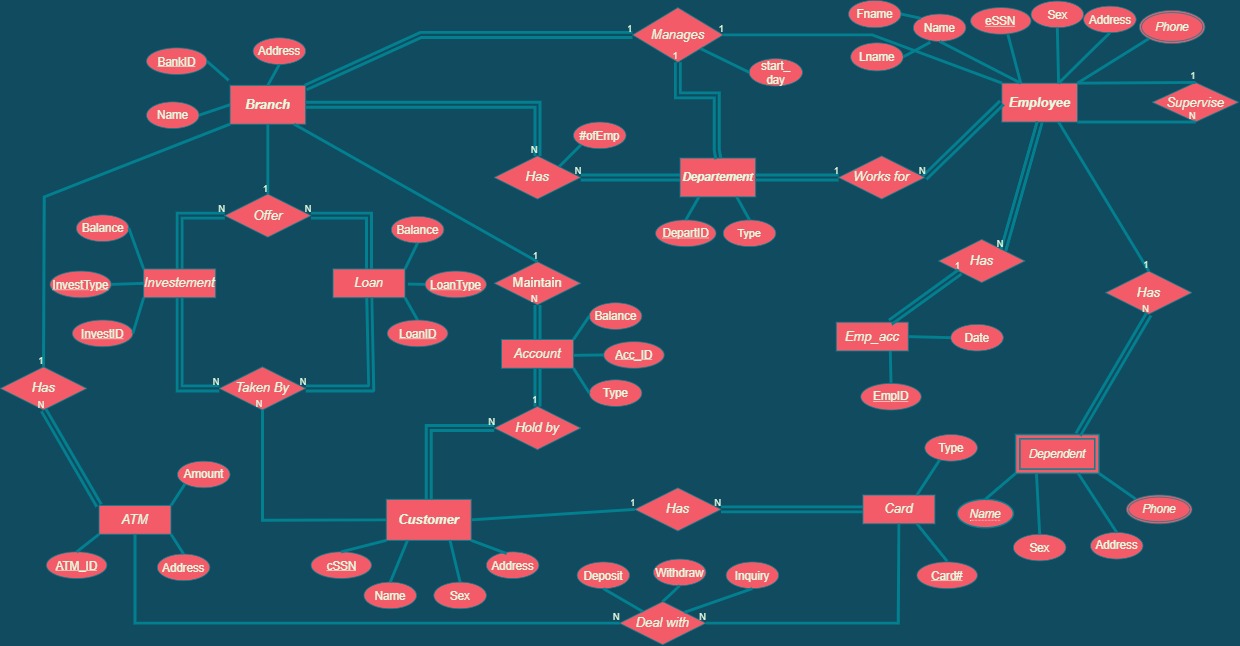 Fname
Name
eSSN
Sex
Address
Phone
Lname
1
Manages
1
1
start_
day
Address
BankID
Name
Branch
Employee
1
Supervise
N
#ofEmp
N
Has
N
Departement
1
Works for
N
DepartID
Type
1
Offer
N
N
Balance
InvestType
InvestID
Investement
Loan
Balance
LoanType
LoanID
1
Maintain
N
Balance
Account
Acc_ID
Type
N
Has
1
Emp_acc
Date
EmpID
1
Has
N
1
Has
N
N
Taken By
N
N
1
Hold by
N
Dependent
Name
Sex
Address
Phone
Amount
ATM
ATM_ID
Address
Customer
cSSN
Name
Sex
Address
1
Has
N
Type
Card
Card#
Deposit
Withdraw
Inquiry
N
Deal with
N